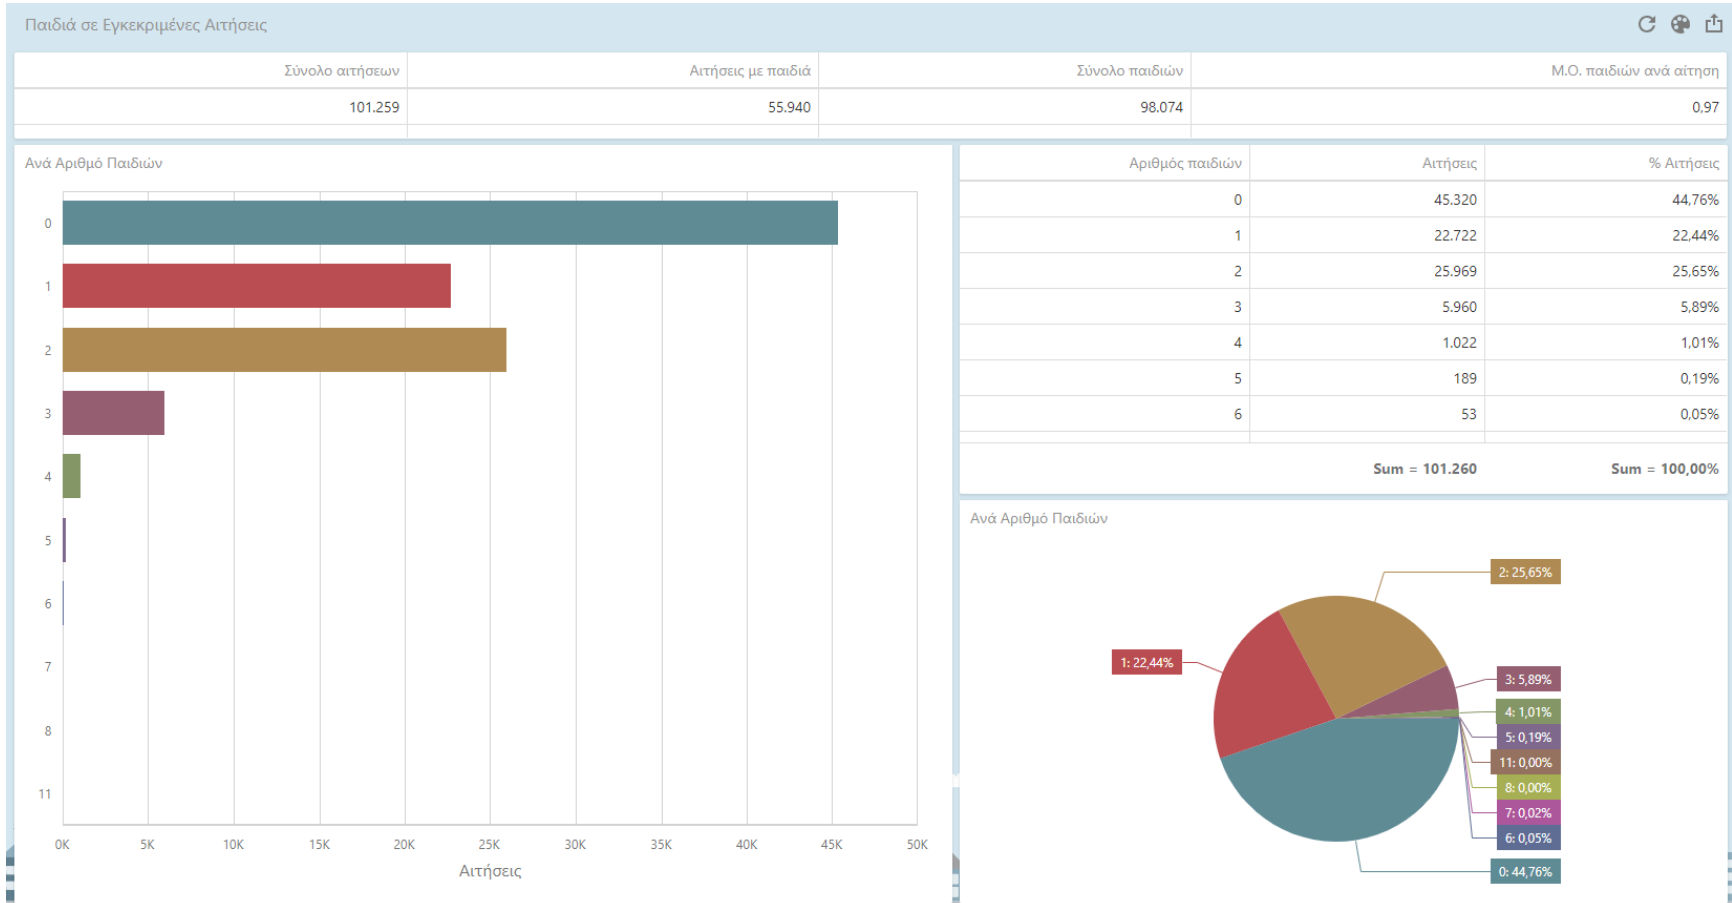 Παιδιά σε Εγκεκριμένες Αιτήσεις
Σύνολο αιτήσεων Αιτήσεις με παιδιά Σύνολο παιδιών Μ.Ο. παιδιών ανά αίτηση
101.259 55.940 98.074 0,97
Ανά Αριθμό Παιδιών
0
1
2
3
4
5
6
7
8
11
0K 5K 10K 15K 20K 25K 30K 35K 40K 45K 50K
Αιτήσεις
Αριθμός παιδιών Αιτήσεις % Αιτήσεις
0 45.320 44,76%
1 22.722 22,44%
2 25.969 25,65%
3 5.960 5,89%
4 1.022 1,01%
5 189 0,19%
6 53 0,05%
Sum = 101.260 Sum = 100,00%
Ανά Αριθμό Παιδιών
2: 25,65%
1: 22,44%
3: 5,89%
4: 1,01%
5: 0,19%
11: 0,00%
8: 0,00%
7: 0,02%
6: 0,05%
0: 44,76%